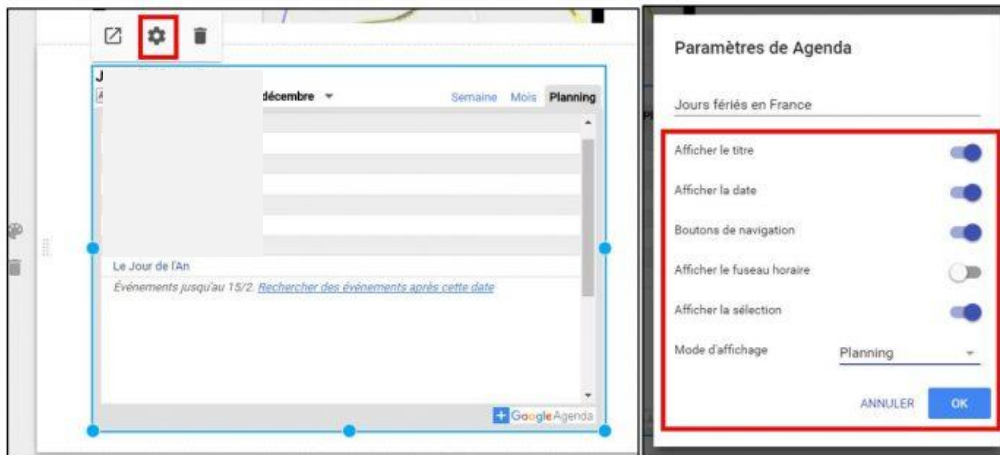 J
décembre
Semaine Mois Planning
Le Jour de l'An
Événements jusqu'au 15/2. Rechercher des événements après cette date
GoogleAgenda
Paramètres de Agenda
Jours fériés en France
Afficher le titre
Afficher la date
Boutons de navigation
Afficher le fuseau horaire
Afficher la sélection
Mode d'affichage Planning
ANNULER OK